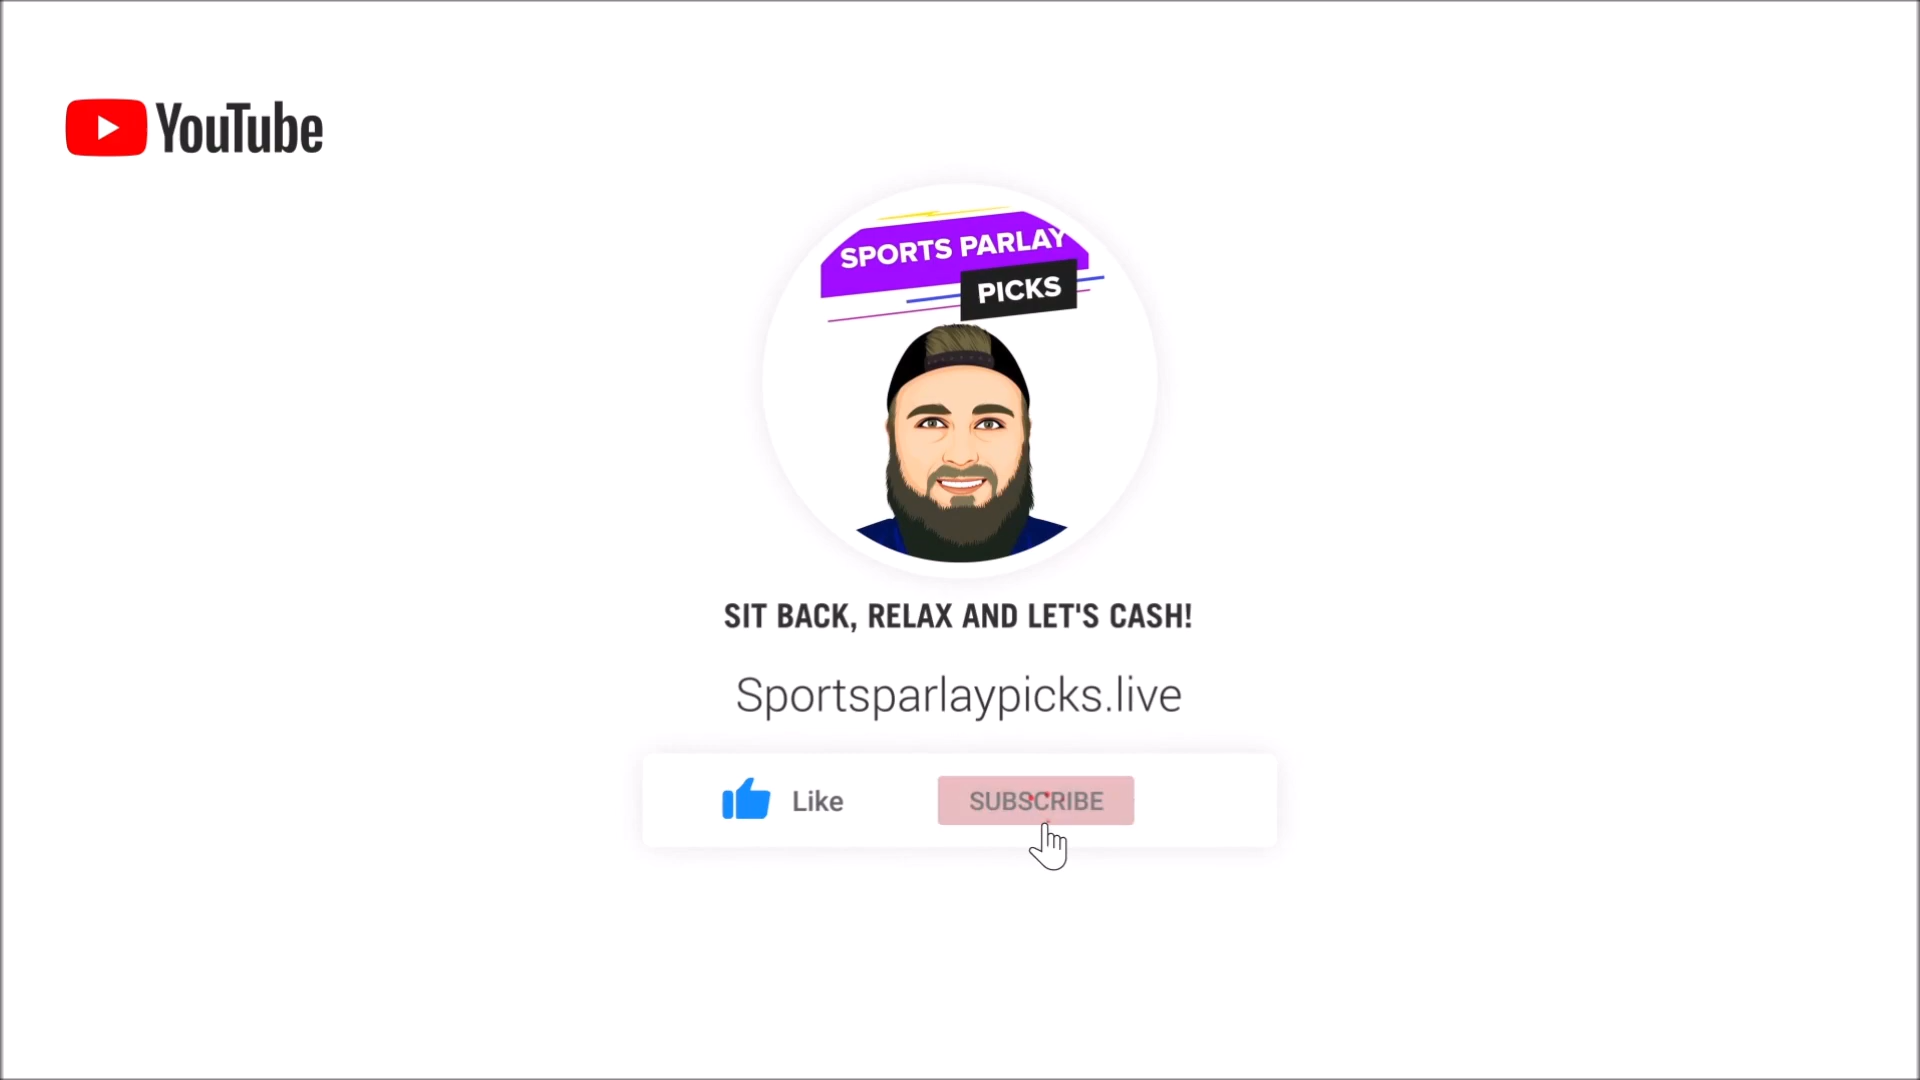 YouTube
SPORTS PARLAY
PICKS
SIT BACK, RELAX AND LET'S CASH!
Sportsparlaypicks.live
Like
SUBSCRIBE